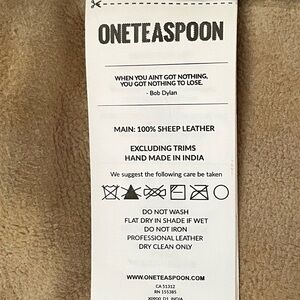 ONETEASPOON
WHEN YOU AINT GOT NOTHING,
YOU GOT NOTHING TO LOSE.
- Bob Dylan
MAIN: 100% SHEEP LEATHER
EXCLUDING TRIMS
HAND MADE IN INDIA
We suggest the following care be taken
DO NOT WASH
FLAT DRY IN SHADE IF WET
DO NOT IRON
PROFESSIONAL LEATHER
DRY CLEAN ONLY
WWW.ONETEASPOON.COM
CA 51312
RN 155385